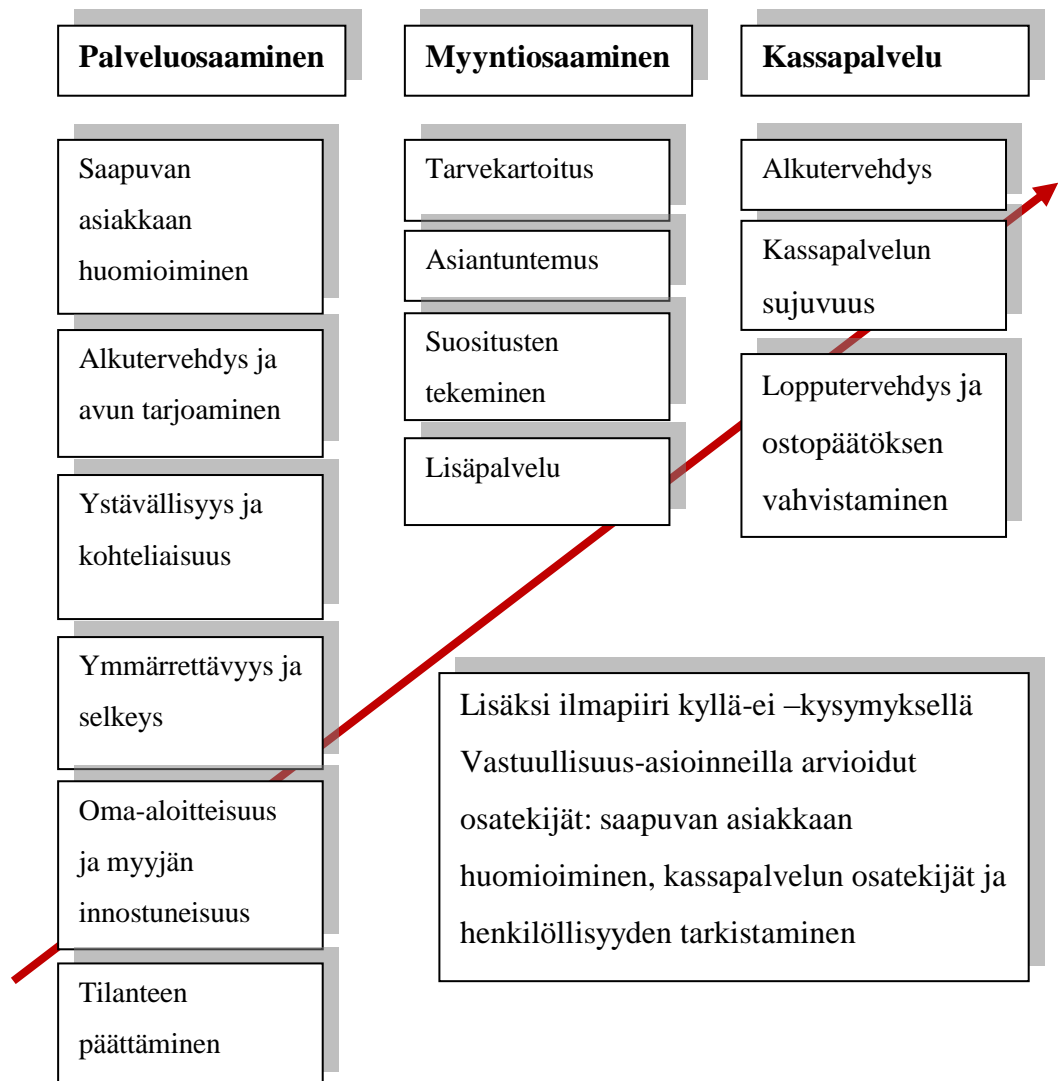 Palveluosaaminen
Saapuvan
asiakkaan
huomioiminen
Alkutervehdys ja
avun tarjoaminen
Ystävällisyys ja
kohteliaisuus
Ymmärrettävyys ja
selkeys
Oma-aloitteisuus
ja myyjän
innostuneisuus
Tilanteen
päättäminen
Myyntiosaaminen
Tarvekartoitus
Asiantuntemus
Suositusten
tekeminen
Lisäpalvelu
Kassapalvelu
Alkutervehdys
Kassapalvelun
sujuvuus
Lopputervehdys ja
ostopäätöksen
vahvistaminen
Lisäksi ilmapiiri kyllä-ei –kysymyksellä
Vastuullisuus-asioinneilla arvioidut
osatekijät: saapuvan asiakkaan
huomioiminen, kassapalvelun osatekijät ja
henkilöllisyyden tarkistaminen